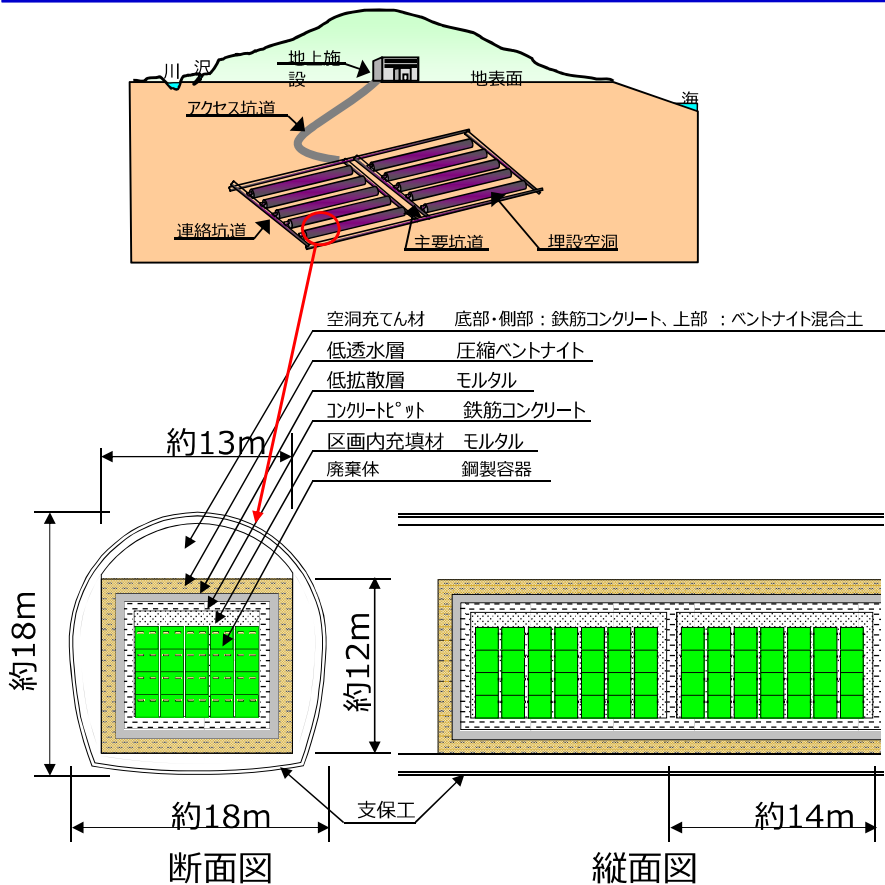 川
沢
地上施
設
地表面
海
アクセス坑道
連絡坑道
主要坑道
埋設空洞
空洞充てん材 底部・側部：鉄筋コンクリート、上部 ：ベントナイト混合土
低透水層 圧縮ベントナイト
低拡散層 モルタル
コンクリートピット 鉄筋コンクリート
区画内充填材 モルタル
廃棄体 鋼製容器
約13m
約18m
約12m
支保工
約18m
約14m
断面図
縦面図